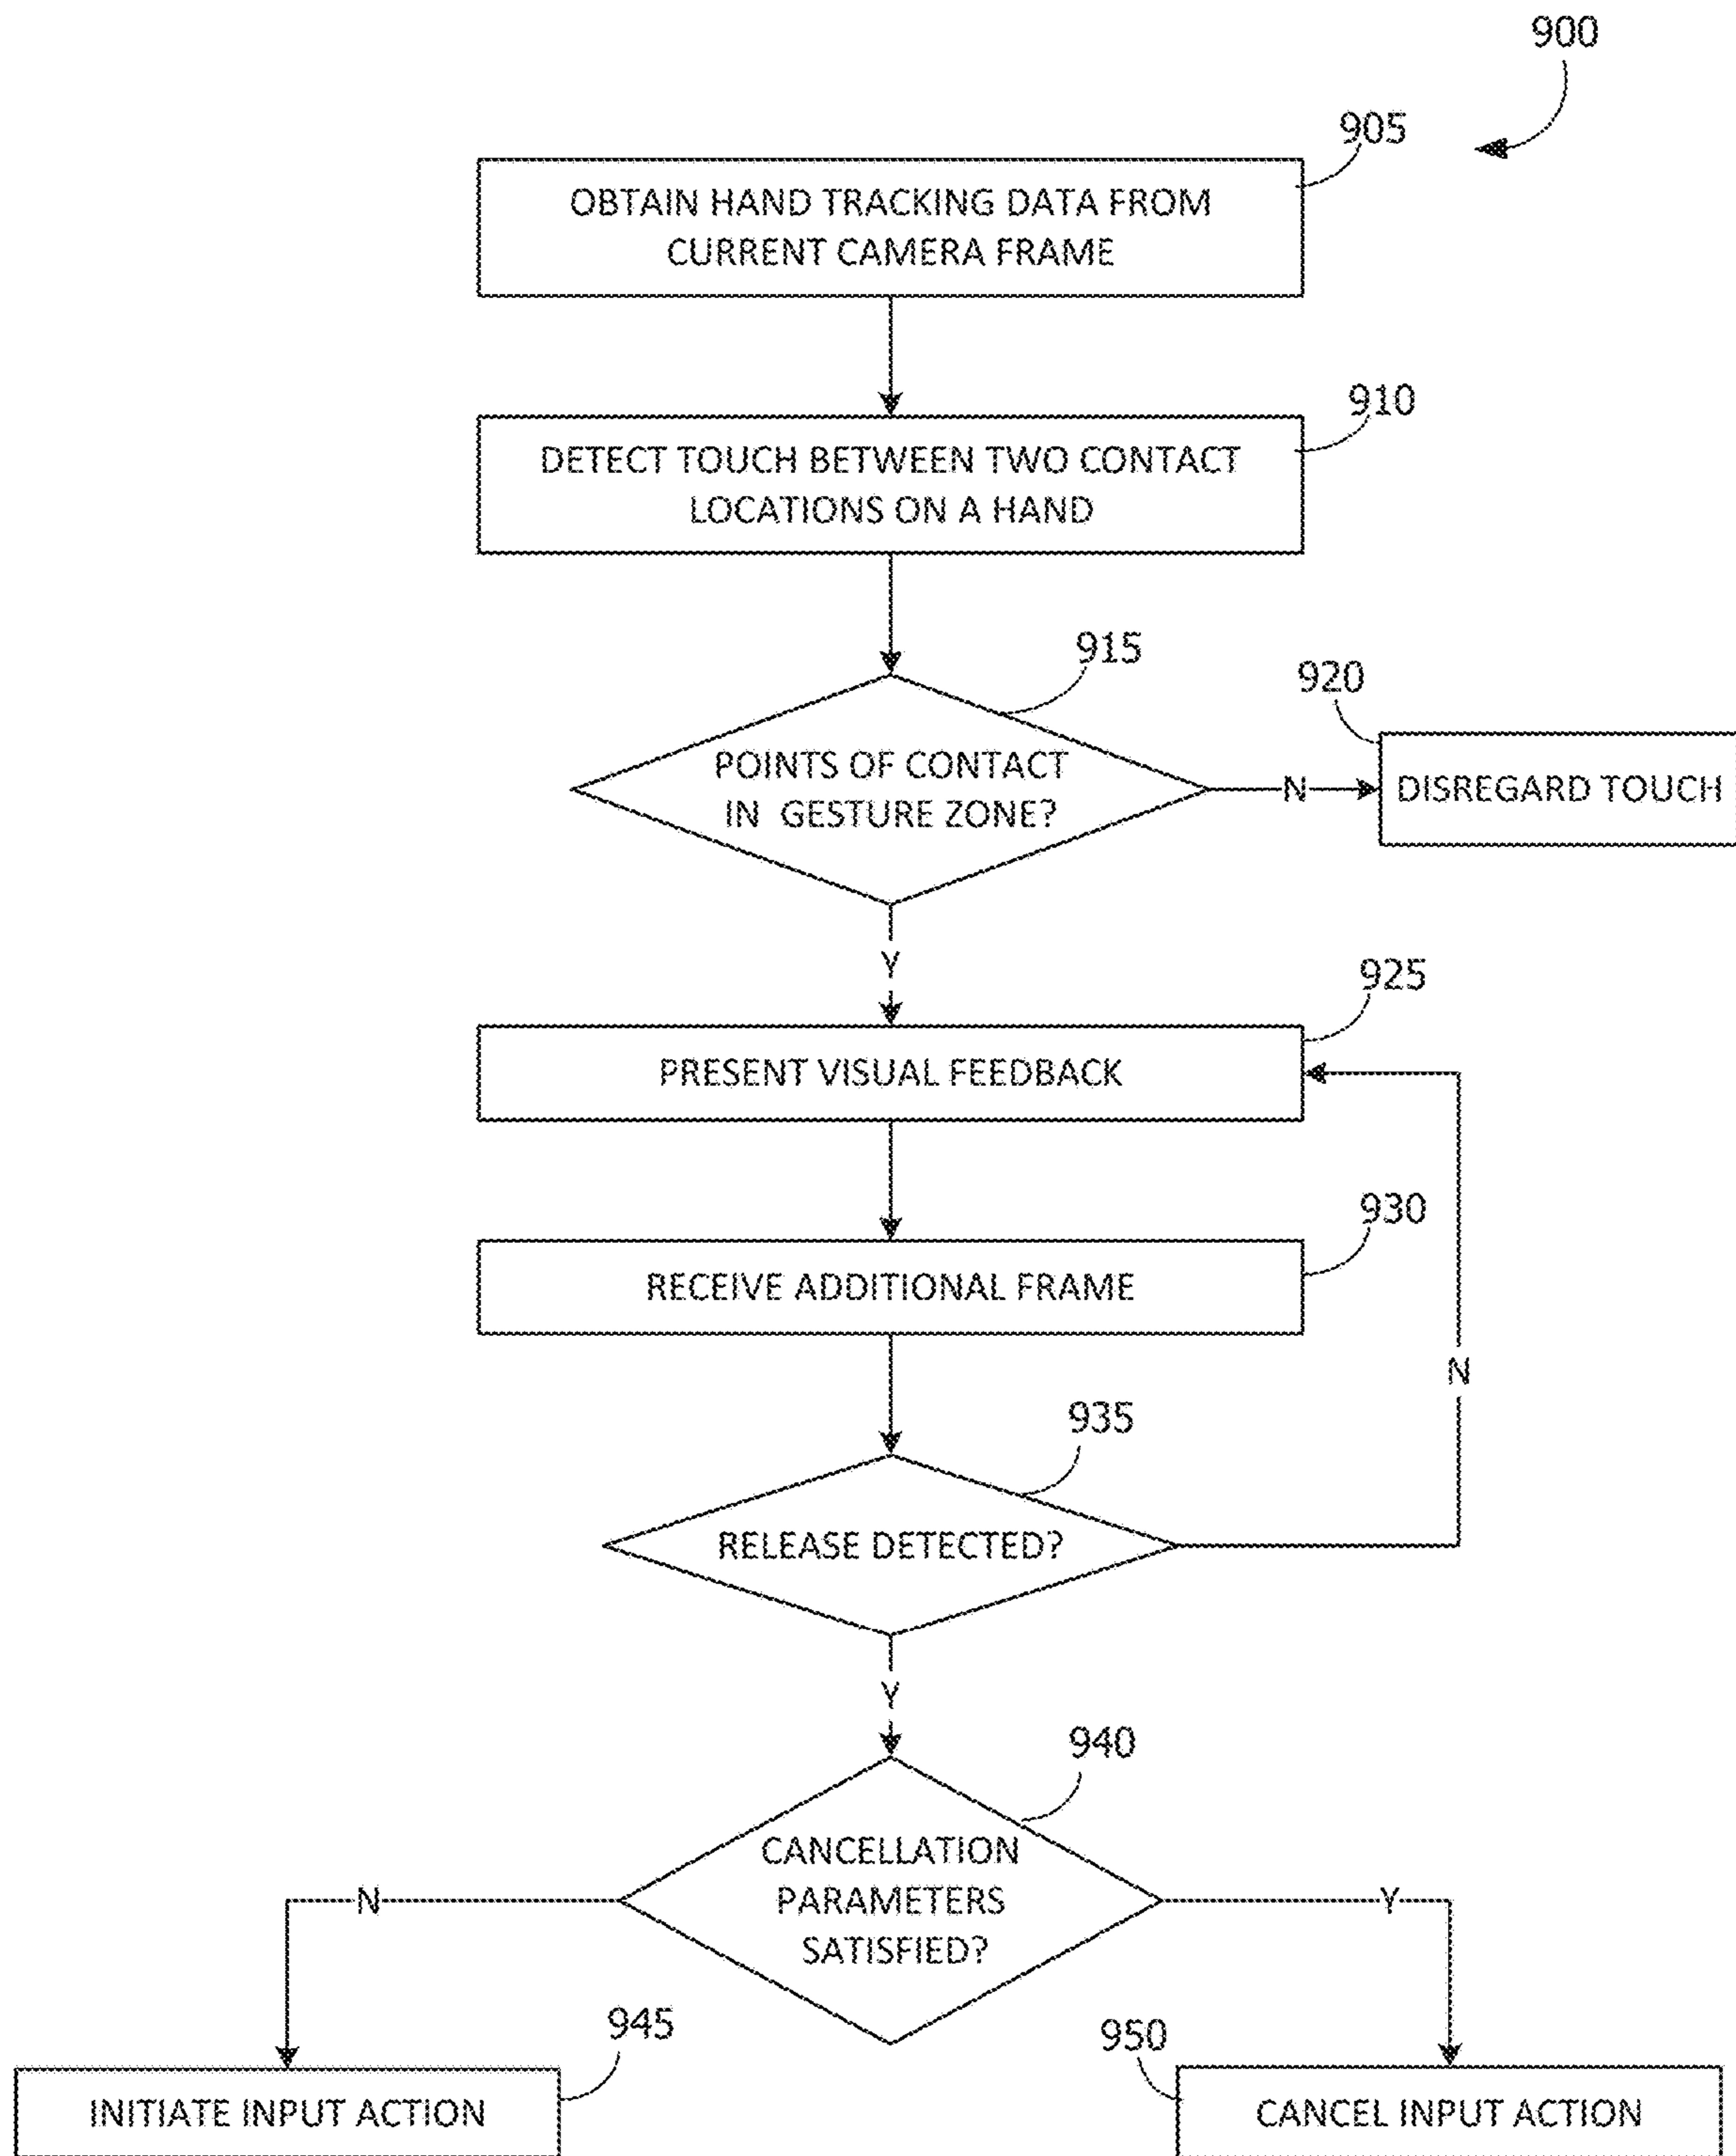 900
905
OBTAIN HAND TRACKING DATA FROM
CURRENT CAMERA FRAME
910
DETECT TOUCH BETWEEN TWO CONTACT
LOCATIONS ON A HAND
915
920
POINTS OF CONTACT
IN GESTURE ZONE?
N
DISREGARD TOUCH
Y
925
PRESENT VISUAL FEEDBACK
930
RECEIVE ADDITIONAL FRAME
N
935
RELEASE DETECTED?
Y
940
CANCELLATION
PARAMETERS
SATISFIED?
N
Y
945
950
INITIATE INPUT ACTION
CANCEL INPUT ACTION